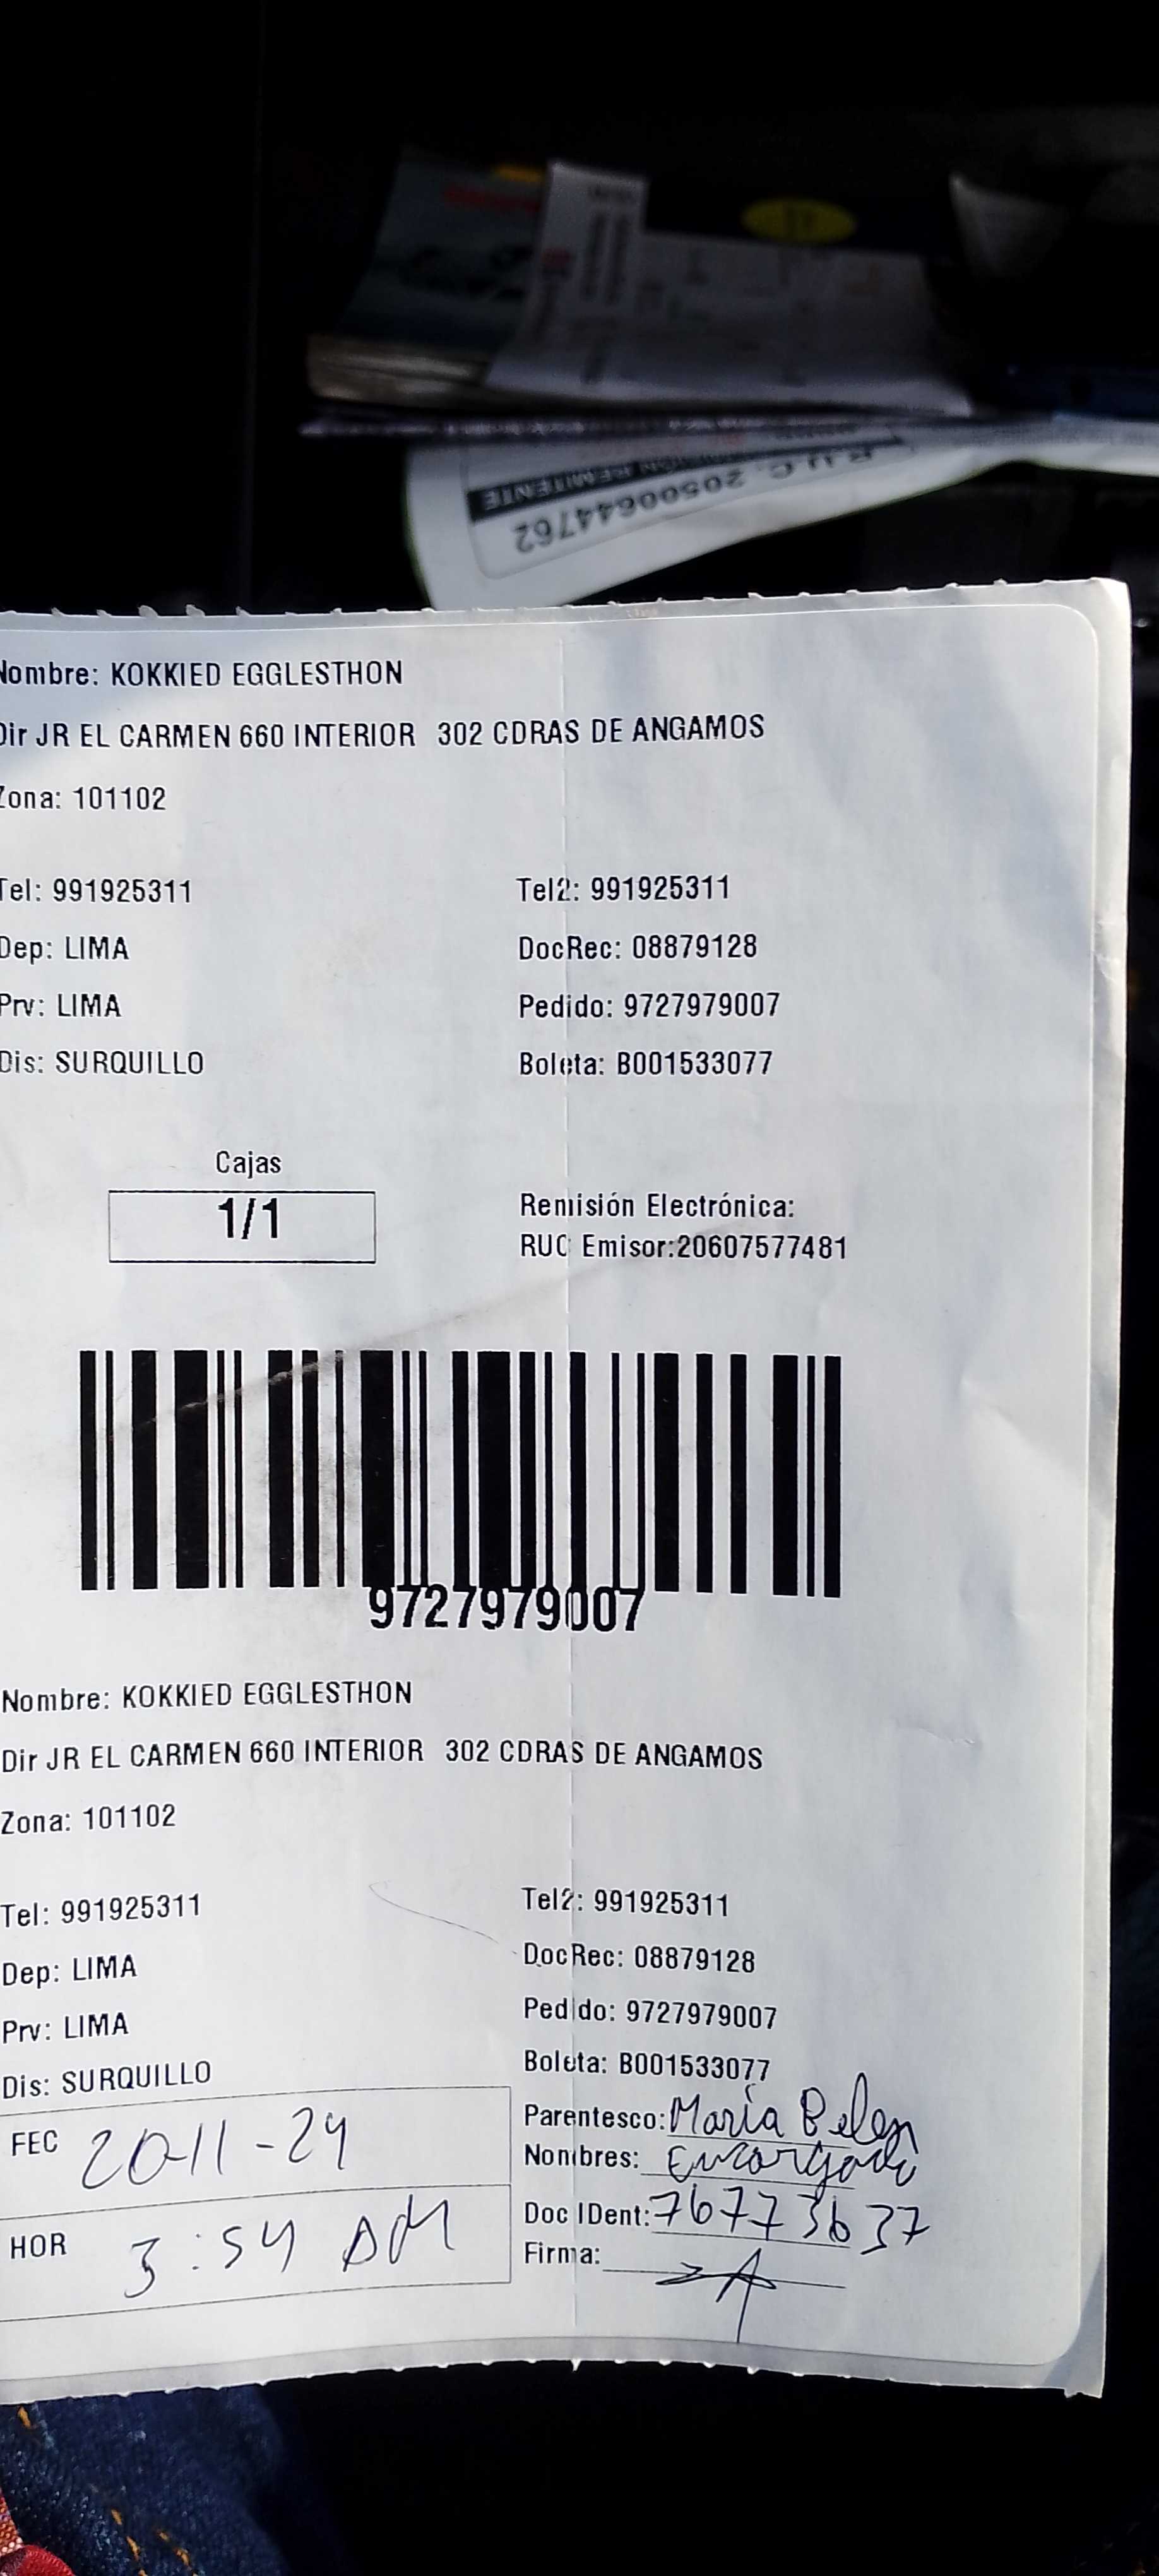 R.U.C. 20500644762
REMITENTE
Nombre: KOKKIED EGGLESTHON
Dir JR EL CARMEN 660 INTERIOR 302 CDRAS DE ANGAMOS
Zona: 101102
Tel: 991925311 Tel2: 991925311
Dep: LIMA DocRec: 08879128
Prv: LIMA Pedido: 9727979007
Dis: SURQUILLO Boleta: B001533077
Cajas
1/1
Remisión Electrónica:
RUC Emisor:20607577481
9727979007
Nombre: KOKKIED EGGLESTHON
Dir JR EL CARMEN 660 INTERIOR 302 CDRAS DE ANGAMOS
Zona: 101102
Tel: 991925311 Tel2: 991925311
Dep: LIMA DocRec: 08879128
Prv: LIMA Pedido: 9727979007
Dis: SURQUILLO Boleta: B001533077
FEC 20-11-24 Parentesco: María Belen
Nombres: Encargada
HOR 3:54 Doc IDent: 76773637
Firma: